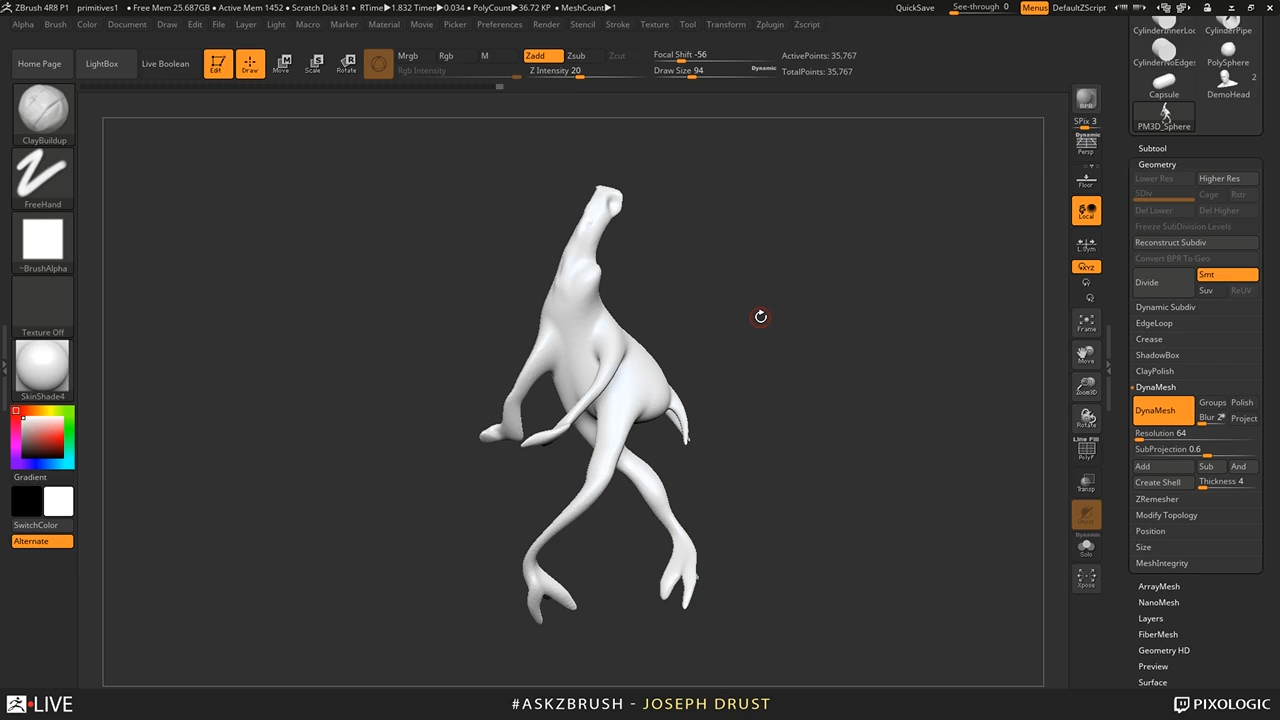 ZBrush 4R8 P1 primitives1 • Free Mem 25.687GB • Active Mem 1452 • Scratch Disk 81 • RTime▶1.832 Timer▶0.034 • PolyCount▶36.72 KP • MeshCount▶1 QuickSave See-through 0 Menus DefaultZScript
Alpha Brush Color Document Draw Edit File Layer Light Macro Marker Material Movie Picker Preferences Render Stencil Stroke Texture Tool Transform Zplugin Zscript
Home Page LightBox Live Boolean Edit Draw Move Scale Rotate
Mrgb Rgb M Zadd Zsub Zcut Focal Shift -56 ActivePoints: 35,767
Rgb Intensity Z Intensity 20 Draw Size 94 Dynamic TotalPoints: 35,767
ClayBuildup
FreeHand
~BrushAlpha
Texture Off
SkinShade4
Gradient
SwitchColor
Alternate
BPR
SPix 3
Dynamic
Persp
Floor
Local
L.Sym
XYZ
Frame
Move
Zoom3D
Rotate
Line Fill
PolyF
Transp
Dynamic
Solo
Xpose
CylinderPipe
CylinderNoEdges PolySphere
2
Capsule DemoHead
PM3D_Sphere
Subtool
Geometry
Lower Res Higher Res
SDiv Cage Rstr
Del Lower Del Higher
Freeze SubDivision Levels
Reconstruct Subdiv
Convert BPR To Geo
Divide Smt
Suv ReUV
Dynamic Subdiv
EdgeLoop
Crease
ShadowBox
ClayPolish
DynaMesh
DynaMesh Groups Polish
Blur 2 Project
Resolution 64
SubProjection 0.6
Add Sub And
Create Shell Thickness 4
ZRemesher
Modify Topology
Position
Size
MeshIntegrity
ArrayMesh
NanoMesh
Layers
FiberMesh
Geometry HD
Preview
Surface
LIVE #ASKZBRUSH - JOSEPH DRUST PIXOLOGIC